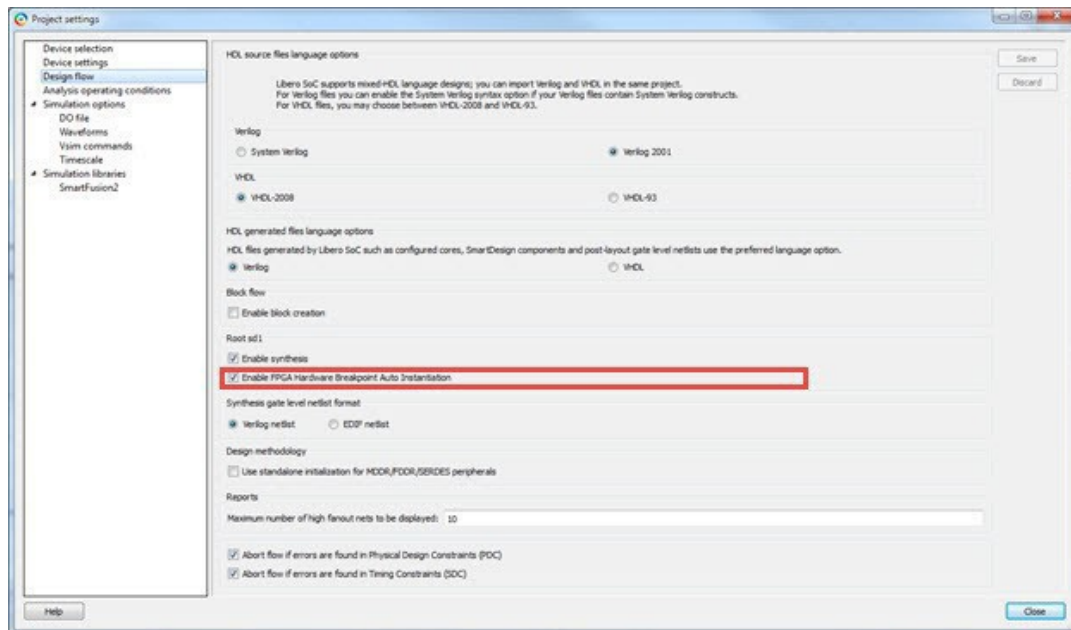 Project settings
Device selection
Device settings
Design flow
Analysis operating conditions
Simulation options
DO file
Waveforms
Vsim commands
Timescale
Simulation libraries
SmartFusion2
HDL source files language options
Libero SoC supports mixed-HDL language designs; you can import Verilog and VHDL in the same project.
For Verilog files you can enable the System Verilog syntax option if your Verilog files contain System Verilog constructs.
For VHDL files, you may choose between VHDL-2008 and VHDL-93.
Verilog
System Verilog
Verilog 2001
VHDL
VHDL-2008
VHDL-93
HDL generated files language options
HDL files generated by Libero SoC such as configured cores, SmartDesign components and post-layout gate level netlists use the preferred language option.
Verilog
VHDL
Block flow
Enable block creation
Root sd1
Enable synthesis
Enable FPGA Hardware Breakpoint Auto Instantiation
Synthesis gate level netlist format
Verilog netlist
EDIF netlist
Design methodology
Use standalone initialization for MDDR/FDDR/SERDES peripherals
Reports
Maximum number of high fanout nets to be displayed: 10
Abort flow if errors are found in Physical Design Constraints (PDC)
Abort flow if errors are found in Timing Constraints (SDC)
Save
Discard
Help
Close